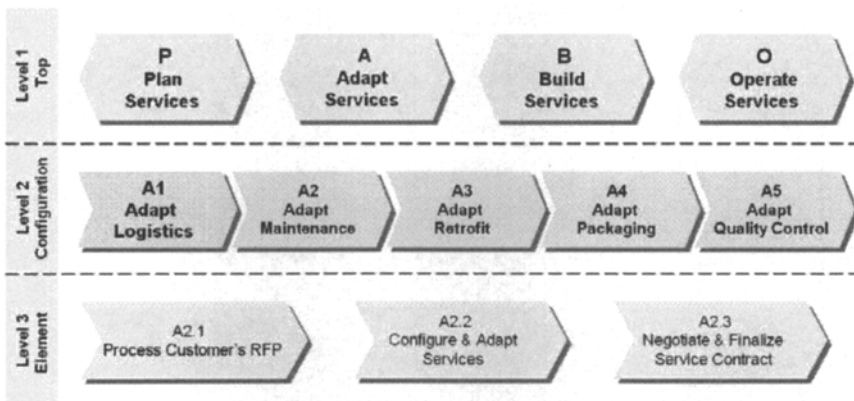 Level 1
Top
P
Plan
Services
A
Adapt
Services
B
Build
Services
O
Operate
Services
Level 2
Configuration
A1
Adapt
Logistics
A2
Adapt
Maintenance
A3
Adapt
Retrofit
A4
Adapt
Packaging
A5
Adapt
Quality Control
Level 3
Element
A2.1
Process Customer's RFP
A2.2
Configure & Adapt
Services
A2.3
Negotiate & Finalize
Service Contract